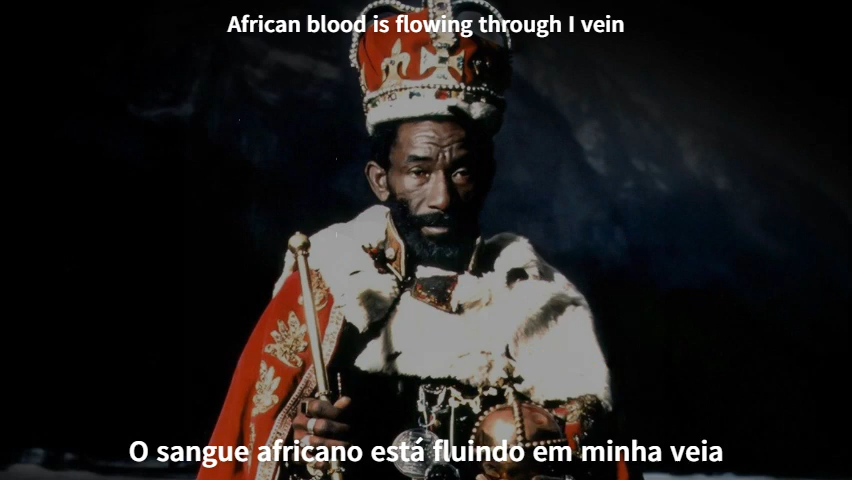 African blood is flowing through I vein
O sangue africano está fluindo em minha veia